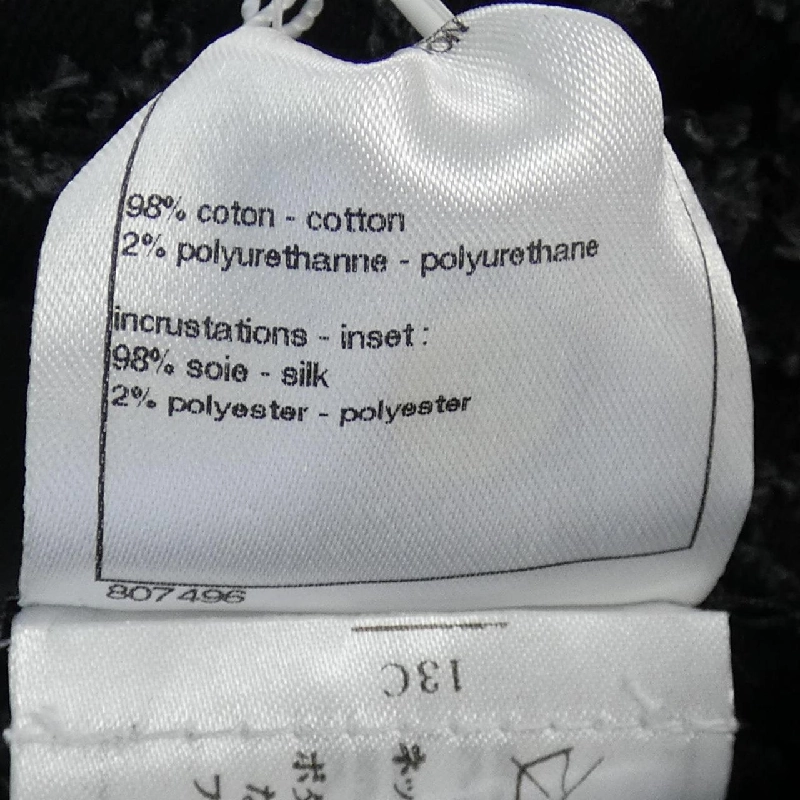 98% coton - cotton
2% polyurethanne - polyurethane
incrustations - inset :
98% soie - silk
2% polyester - polyester
807496
13C